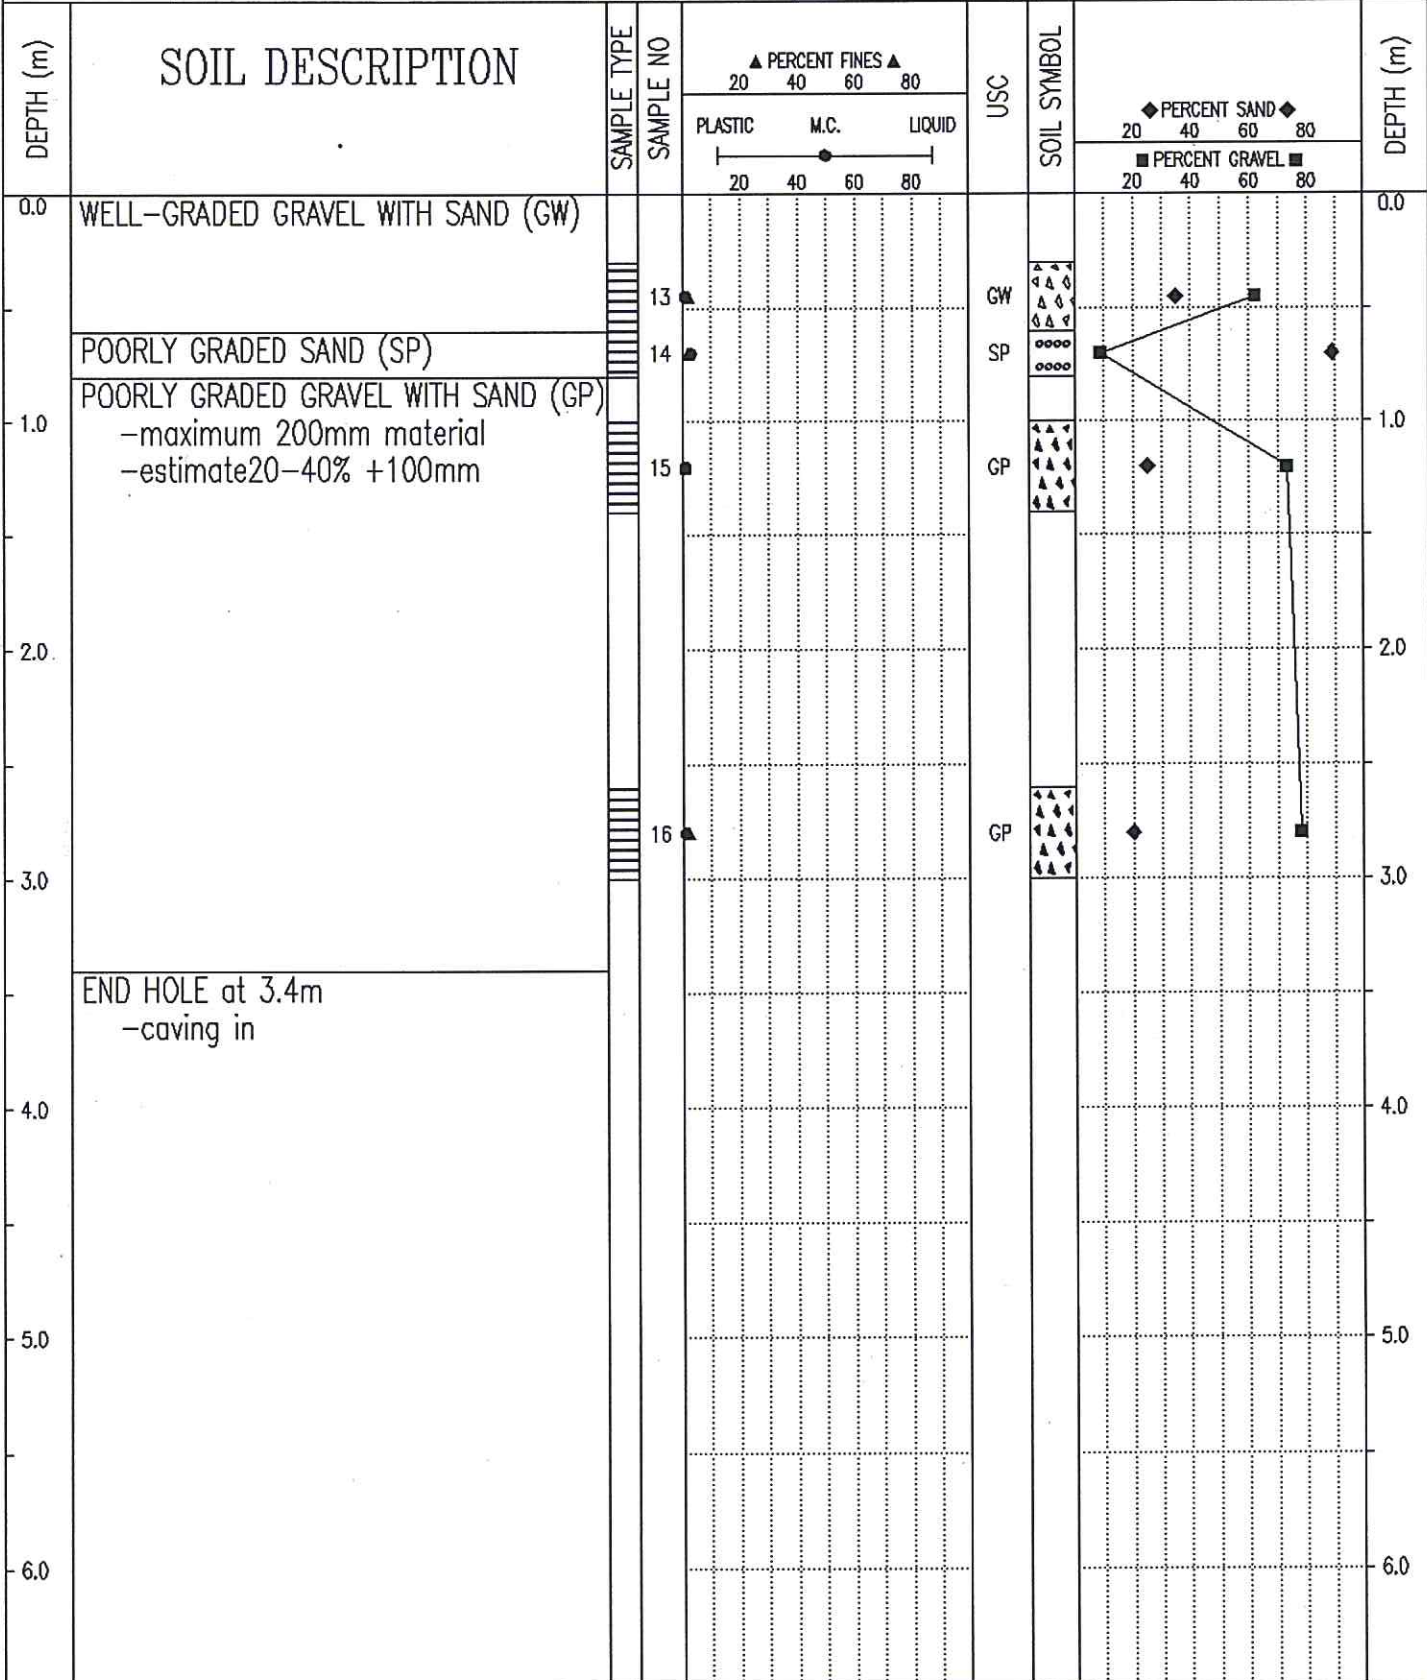 DEPTH (m)
SOIL DESCRIPTION
SAMPLE TYPE
SAMPLE NO
▲ PERCENT FINES ▲
20 40 60 80
PLASTIC M.C. LIQUID
20 40 60 80
USC
SOIL SYMBOL
◆ PERCENT SAND ◆
20 40 60 80
■ PERCENT GRAVEL ■
20 40 60 80
DEPTH (m)
0.0
WELL-GRADED GRAVEL WITH SAND (GW)
0.0
13 GW
POORLY GRADED SAND (SP)
14 SP
POORLY GRADED GRAVEL WITH SAND (GP)
1.0
-maximum 200mm material
1.0
-estimate20-40% +100mm
15 GP
2.0
2.0
16 GP
3.0
3.0
END HOLE at 3.4m
-caving in
4.0
4.0
5.0
5.0
6.0
6.0